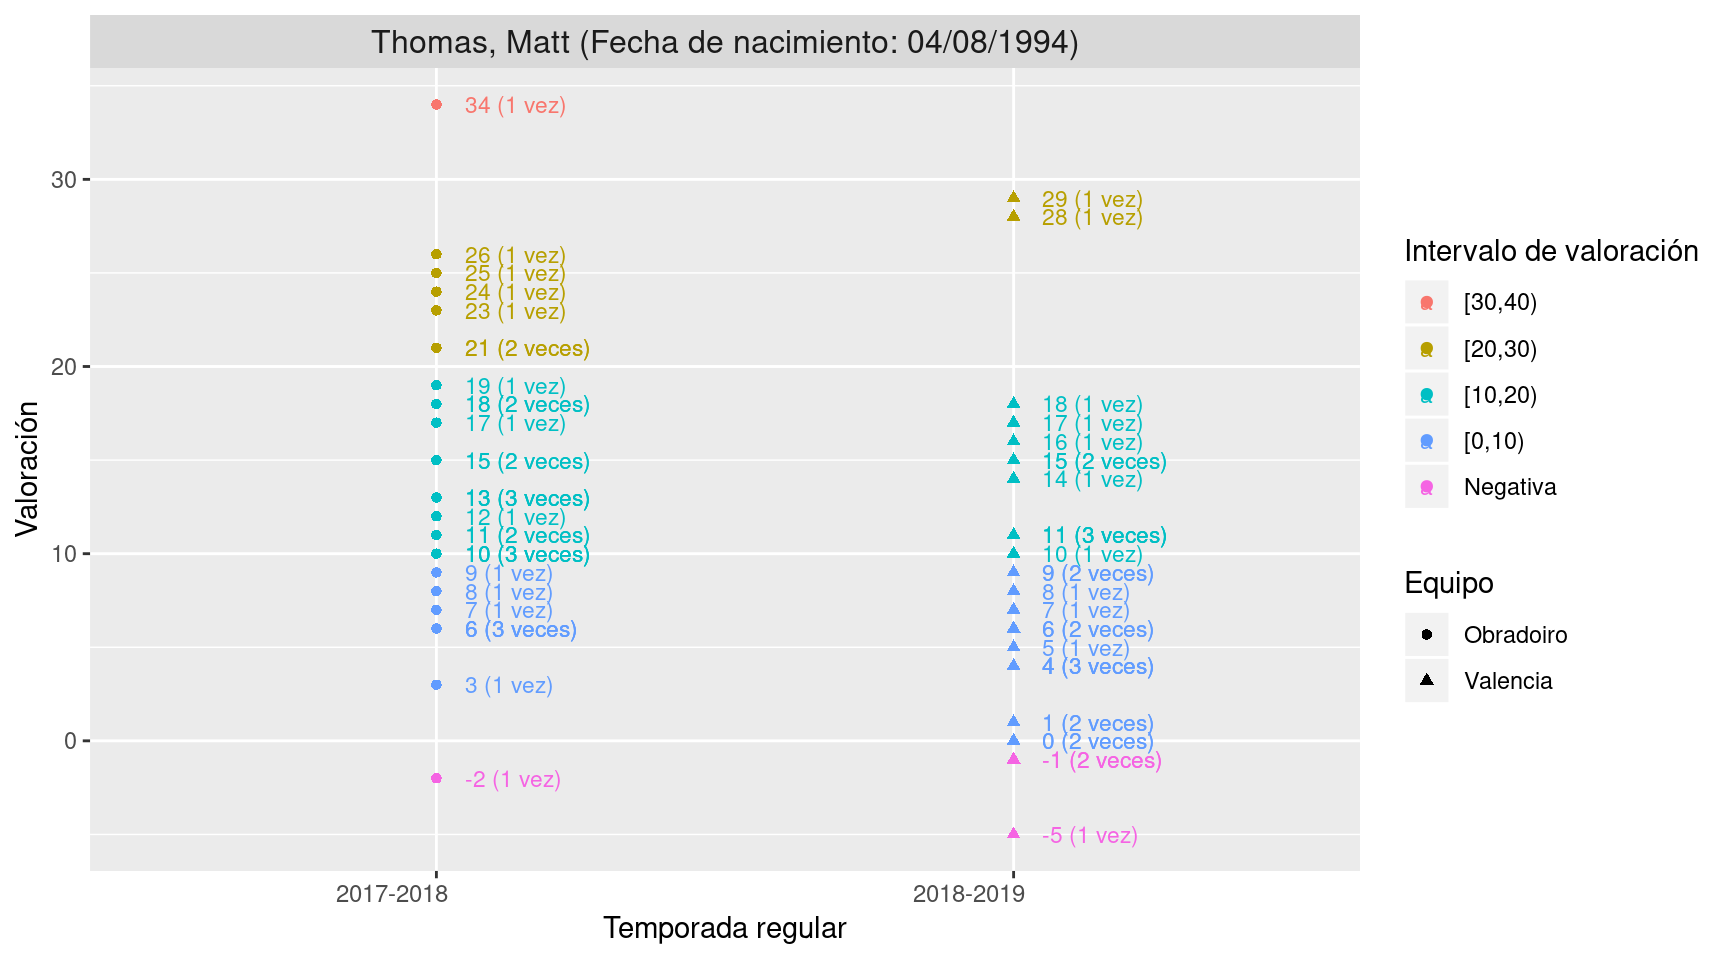 Thomas, Matt (Fecha de nacimiento: 04/08/1994)
Valoración
30
20
10
0
34 (1 vez)
26 (1 vez)
25 (1 vez)
24 (1 vez)
23 (1 vez)
21 (2 veces)
19 (1 vez)
18 (2 veces)
17 (1 vez)
15 (2 veces)
13 (3 veces)
12 (1 vez)
11 (2 veces)
10 (3 veces)
9 (1 vez)
8 (1 vez)
7 (1 vez)
6 (3 veces)
3 (1 vez)
-2 (1 vez)
29 (1 vez)
28 (1 vez)
18 (1 vez)
17 (1 vez)
16 (1 vez)
15 (2 veces)
14 (1 vez)
11 (3 veces)
10 (1 vez)
9 (2 veces)
8 (1 vez)
7 (1 vez)
6 (2 veces)
5 (1 vez)
4 (3 veces)
1 (2 veces)
0 (2 veces)
-1 (2 veces)
-5 (1 vez)
2017-2018
2018-2019
Temporada regular
Intervalo de valoración
[30,40)
[20,30)
[10,20)
[0,10)
Negativa
Equipo
Obradoiro
Valencia